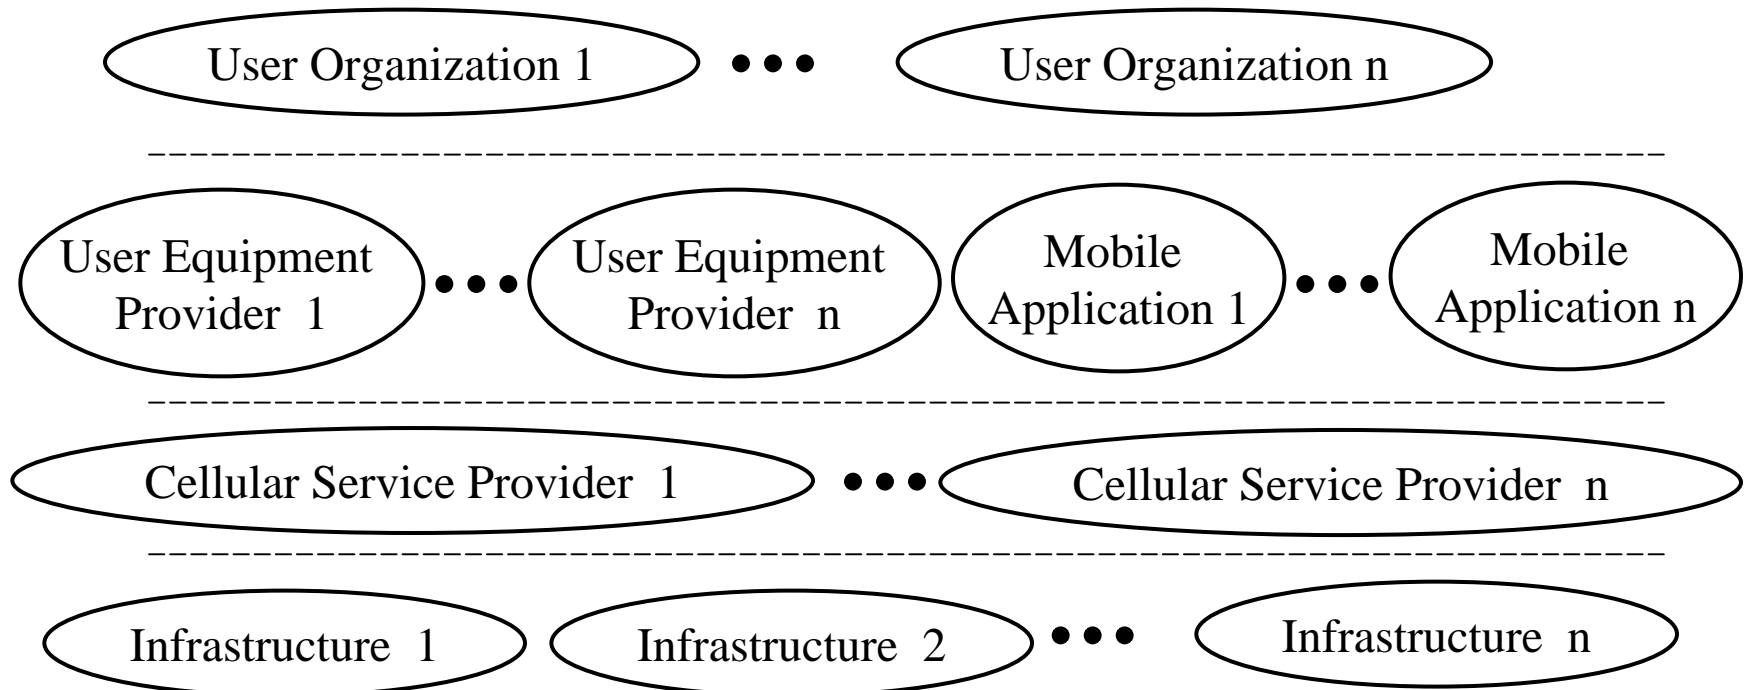 User Organization 1 ••• User Organization n
User Equipment Provider 1 ••• User Equipment Provider n ••• Mobile Application 1 ••• Mobile Application n
Cellular Service Provider 1 ••• Cellular Service Provider n
Infrastructure 1 Infrastructure 2 ••• Infrastructure n